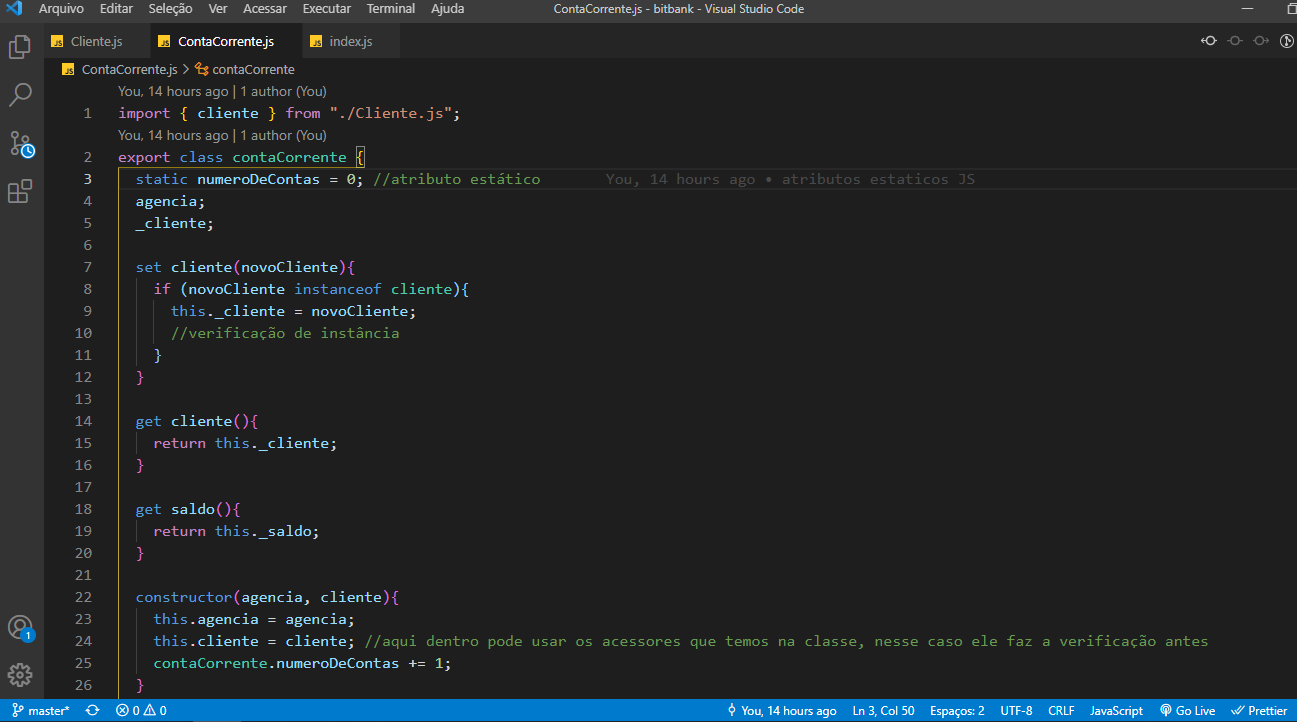 Arquivo Editar Seleção Ver Acessar Executar Terminal Ajuda ContaCorrente.js - bitbank - Visual Studio Code
JS Cliente.js JS ContaCorrente.js JS index.js
JS ContaCorrente.js > contaCorrente
You, 14 hours ago | 1 author (You)
1 import { cliente } from "./Cliente.js";
You, 14 hours ago | 1 author (You)
2 export class contaCorrente {
3 static numeroDeContas = 0; //atributo estático You, 14 hours ago • atributos estaticos JS
4 agencia;
5 _cliente;
6
7 set cliente(novoCliente){
8 if (novoCliente instanceof cliente){
9 this._cliente = novoCliente;
10 //verificação de instância
11 }
12 }
13
14 get cliente(){
15 return this._cliente;
16 }
17
18 get saldo(){
19 return this._saldo;
20 }
21
22 constructor(agencia, cliente){
23 this.agencia = agencia;
24 this.cliente = cliente; //aqui dentro pode usar os acessores que temos na classe, nesse caso ele faz a verificação antes
25 contaCorrente.numeroDeContas += 1;
26 }
1
master* 0 0 You, 14 hours ago Ln 3, Col 50 Espaços: 2 UTF-8 CRLF JavaScript Go Live Prettier